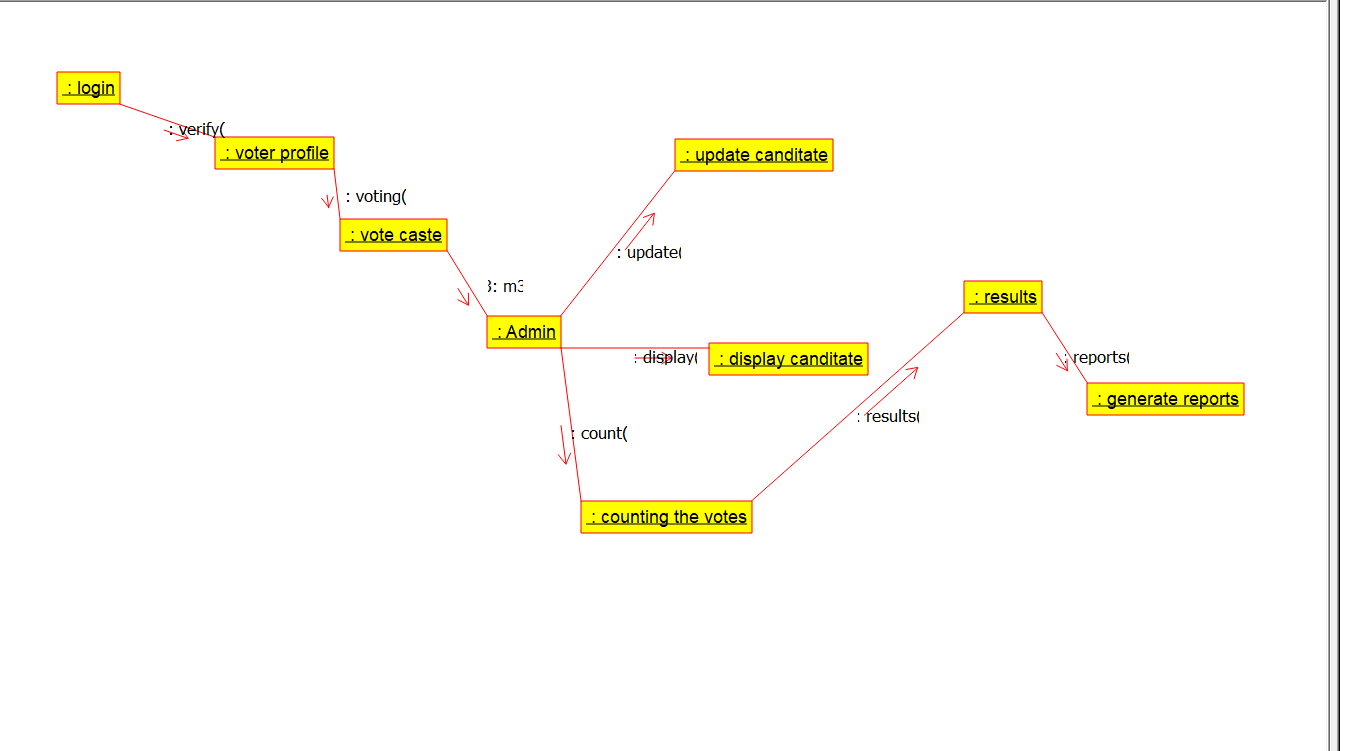 : login
: verify(
: voter profile
: update canditate
: voting(
: vote caste
: update(
3: m3
: results
: Admin
: display(
: display canditate
: reports(
: generate reports
: results(
: count(
: counting the votes